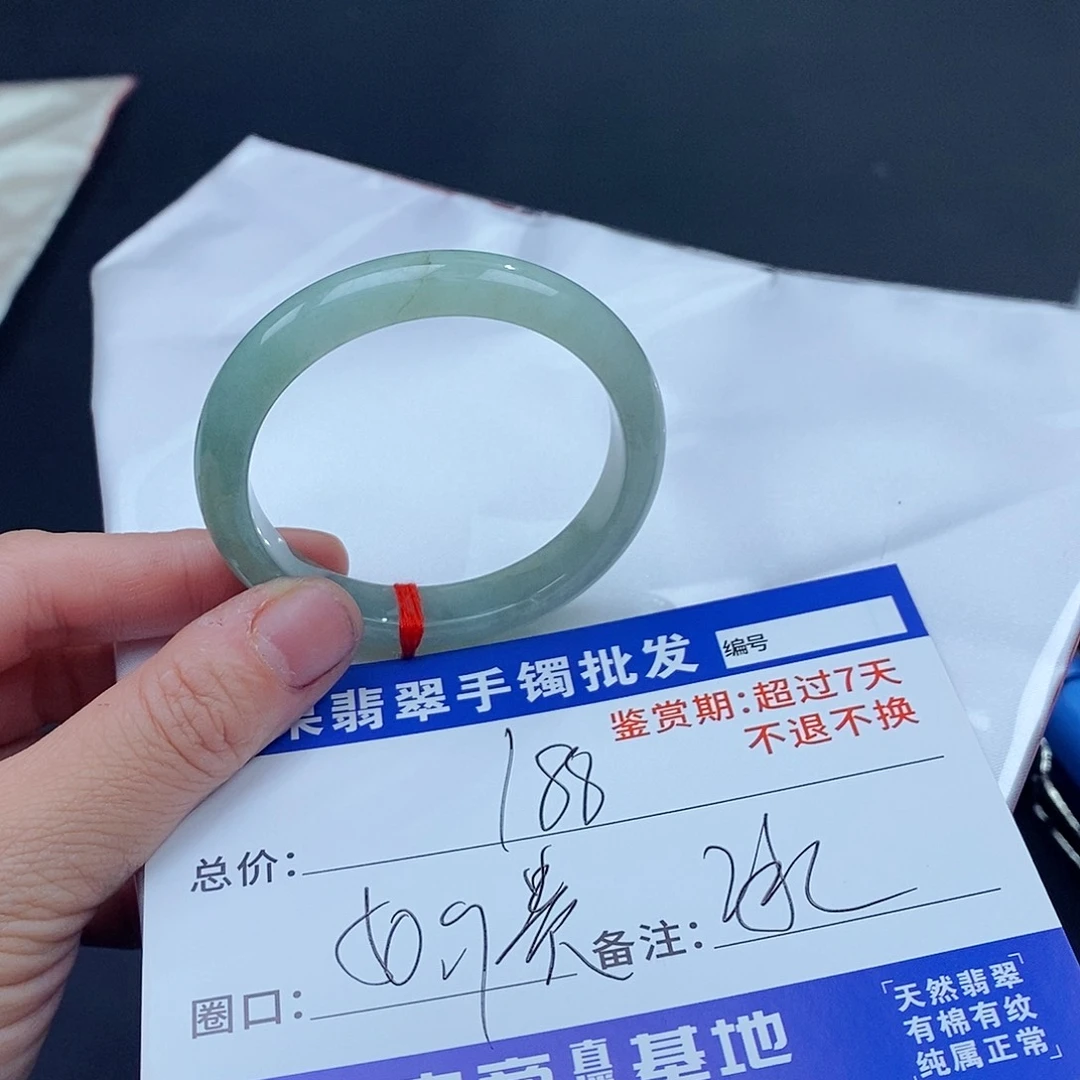 翡翠手镯批发
编号
鉴赏期:超过7天
不退不换
总价: 188
圈口:
备注:
基地
「天然翡翠
有棉有纹
纯属正常」